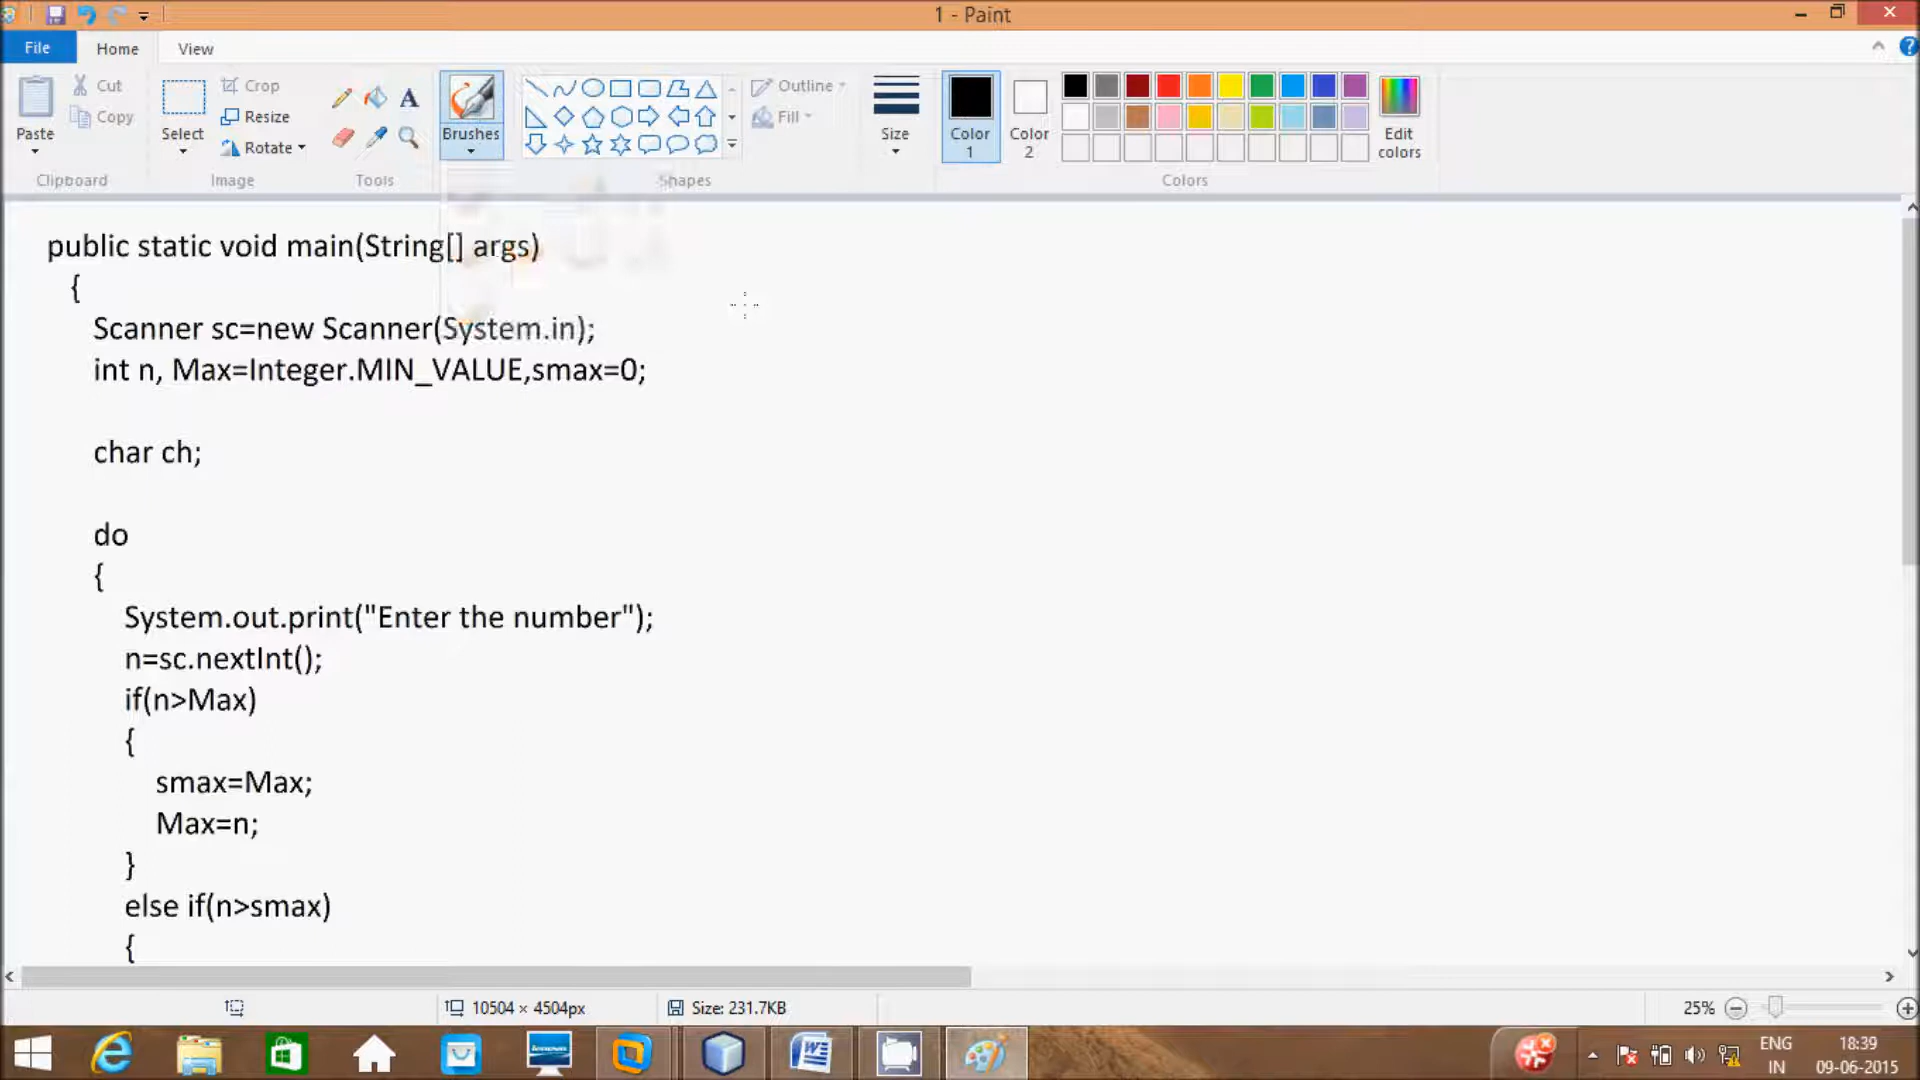 1 - Paint
File Home View
Cut Crop Outline
Copy Resize Fill
Paste Select Rotate Brushes Size Color 1 Color 2 Edit colors
Clipboard Image Tools Shapes Colors
public static void main(String[] args)
{
Scanner sc=new Scanner(System.in);
int n, Max=Integer.MIN_VALUE,smax=0;
char ch;
do
{
System.out.print("Enter the number");
n=sc.nextInt();
if(n>Max)
{
smax=Max;
Max=n;
}
else if(n>smax)
{
10504 × 4504px Size: 231.7KB 25%
ENG 18:39
IN 09-06-2015